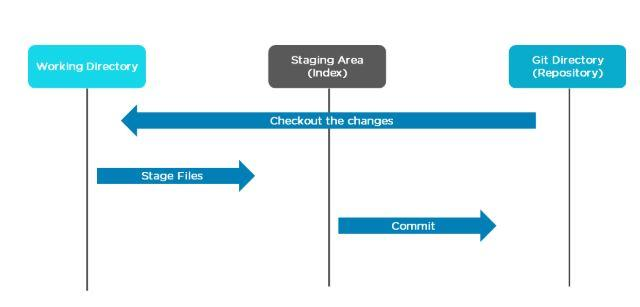 Working Directory
Staging Area
(Index)
Git Directory
(Repository)
Checkout the changes
Stage Files
Commit